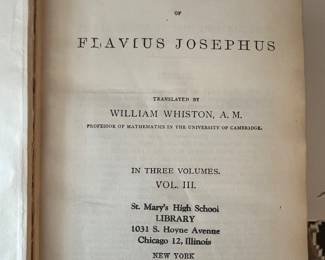 OF
FLAVIUS JOSEPHUS
TRANSLATED BY
WILLIAM WHISTON, A. M.
PROFESSOR OF MATHEMATICS IN THE UNIVERSITY OF CAMBRIDGE.
IN THREE VOLUMES.
VOL. III.
St. Mary's High School
LIBRARY
1031 S. Hoyne Avenue
Chicago 12, Illinois
NEW YORK